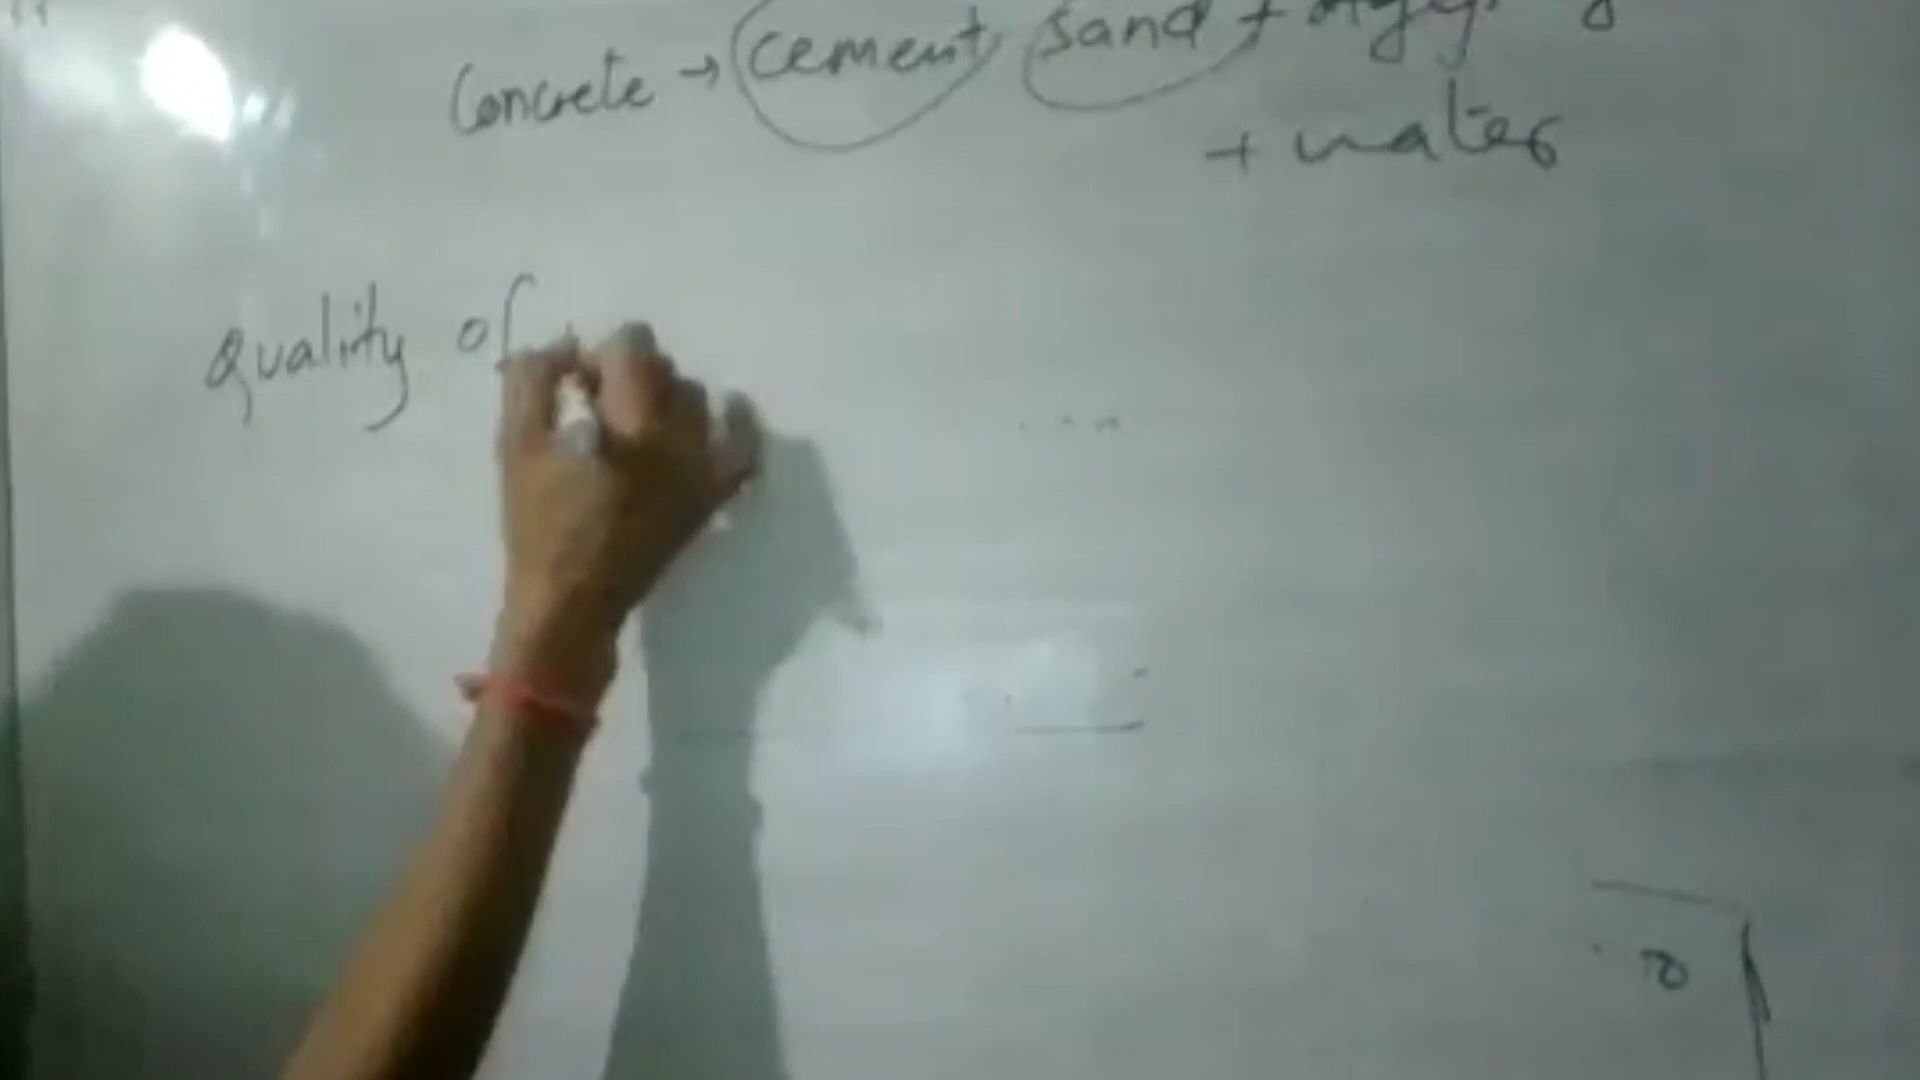 Concrete → cement sand +
+ water
Quality of